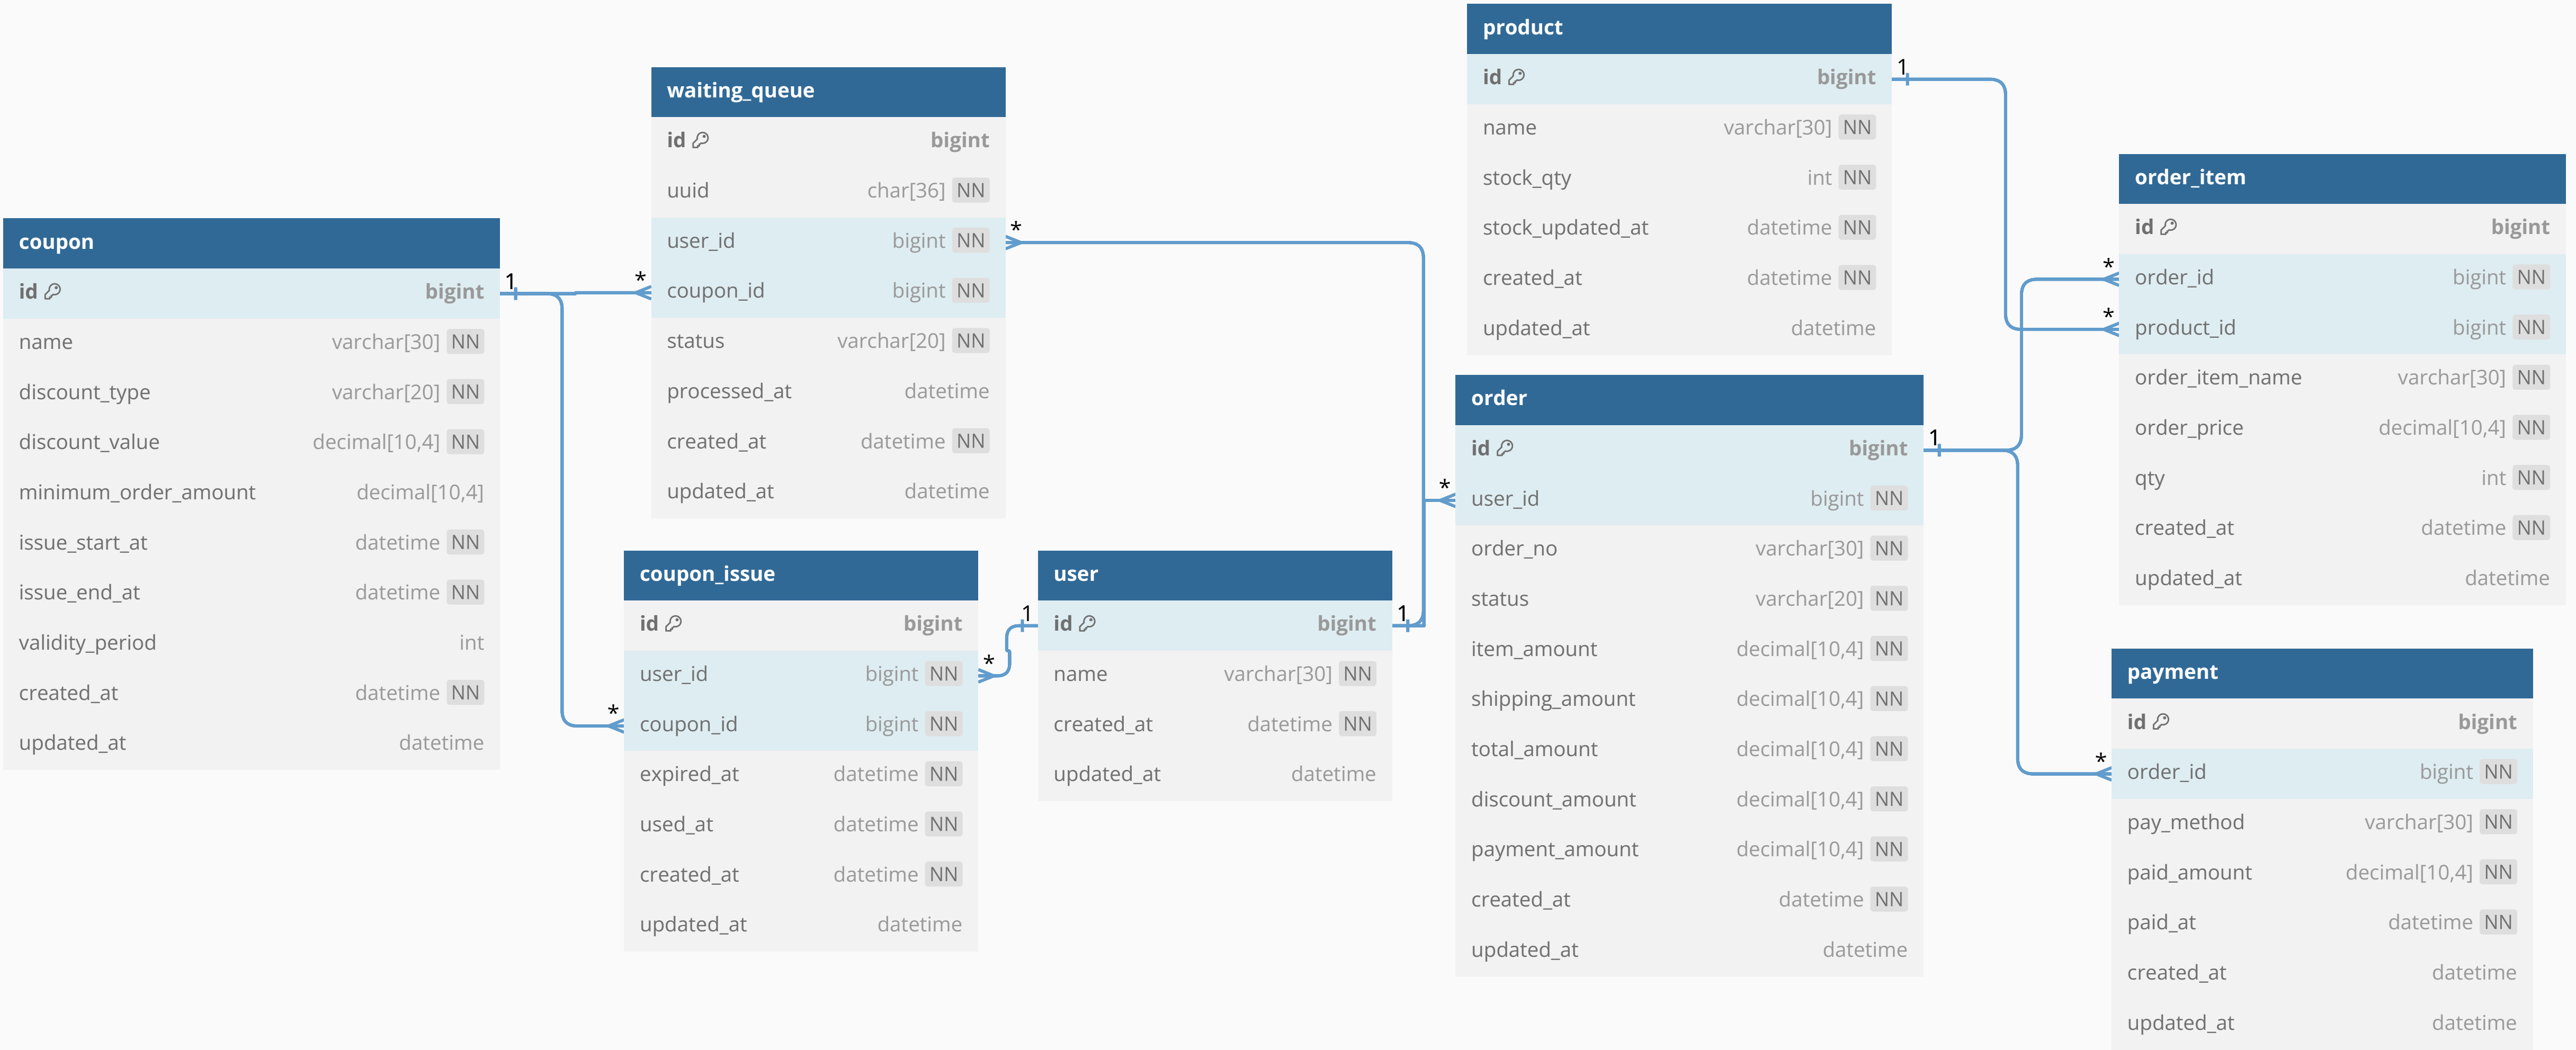 coupon
id bigint
name varchar[30] NN
discount_type varchar[20] NN
discount_value decimal[10,4] NN
minimum_order_amount decimal[10,4]
issue_start_at datetime NN
issue_end_at datetime NN
validity_period int
created_at datetime NN
updated_at datetime
1
*
*
waiting_queue
id bigint
uuid char[36] NN
user_id bigint NN
coupon_id bigint NN
status varchar[20] NN
processed_at datetime
created_at datetime NN
updated_at datetime
*
coupon_issue
id bigint
user_id bigint NN
coupon_id bigint NN
expired_at datetime NN
used_at datetime NN
created_at datetime NN
updated_at datetime
*
1
user
id bigint
name varchar[30] NN
created_at datetime NN
updated_at datetime
1
*
product
id bigint
name varchar[30] NN
stock_qty int NN
stock_updated_at datetime NN
created_at datetime NN
updated_at datetime
1
order
id bigint
user_id bigint NN
order_no varchar[30] NN
status varchar[20] NN
item_amount decimal[10,4] NN
shipping_amount decimal[10,4] NN
total_amount decimal[10,4] NN
discount_amount decimal[10,4] NN
payment_amount decimal[10,4] NN
created_at datetime NN
updated_at datetime
1
*
*
order_item
id bigint
order_id bigint NN
product_id bigint NN
order_item_name varchar[30] NN
order_price decimal[10,4] NN
qty int NN
created_at datetime NN
updated_at datetime
*
payment
id bigint
order_id bigint NN
pay_method varchar[30] NN
paid_amount decimal[10,4] NN
paid_at datetime NN
created_at datetime
updated_at datetime